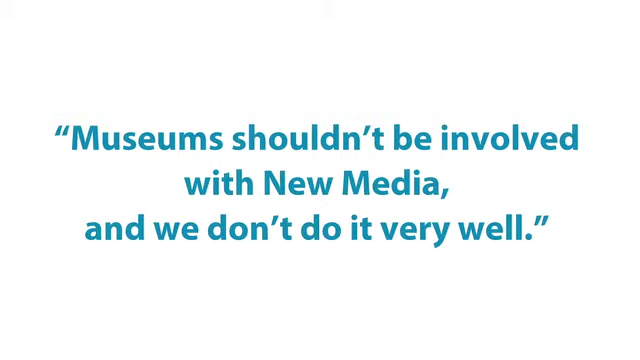 “Museums shouldn’t be involved
with New Media,
and we don’t do it very well.”